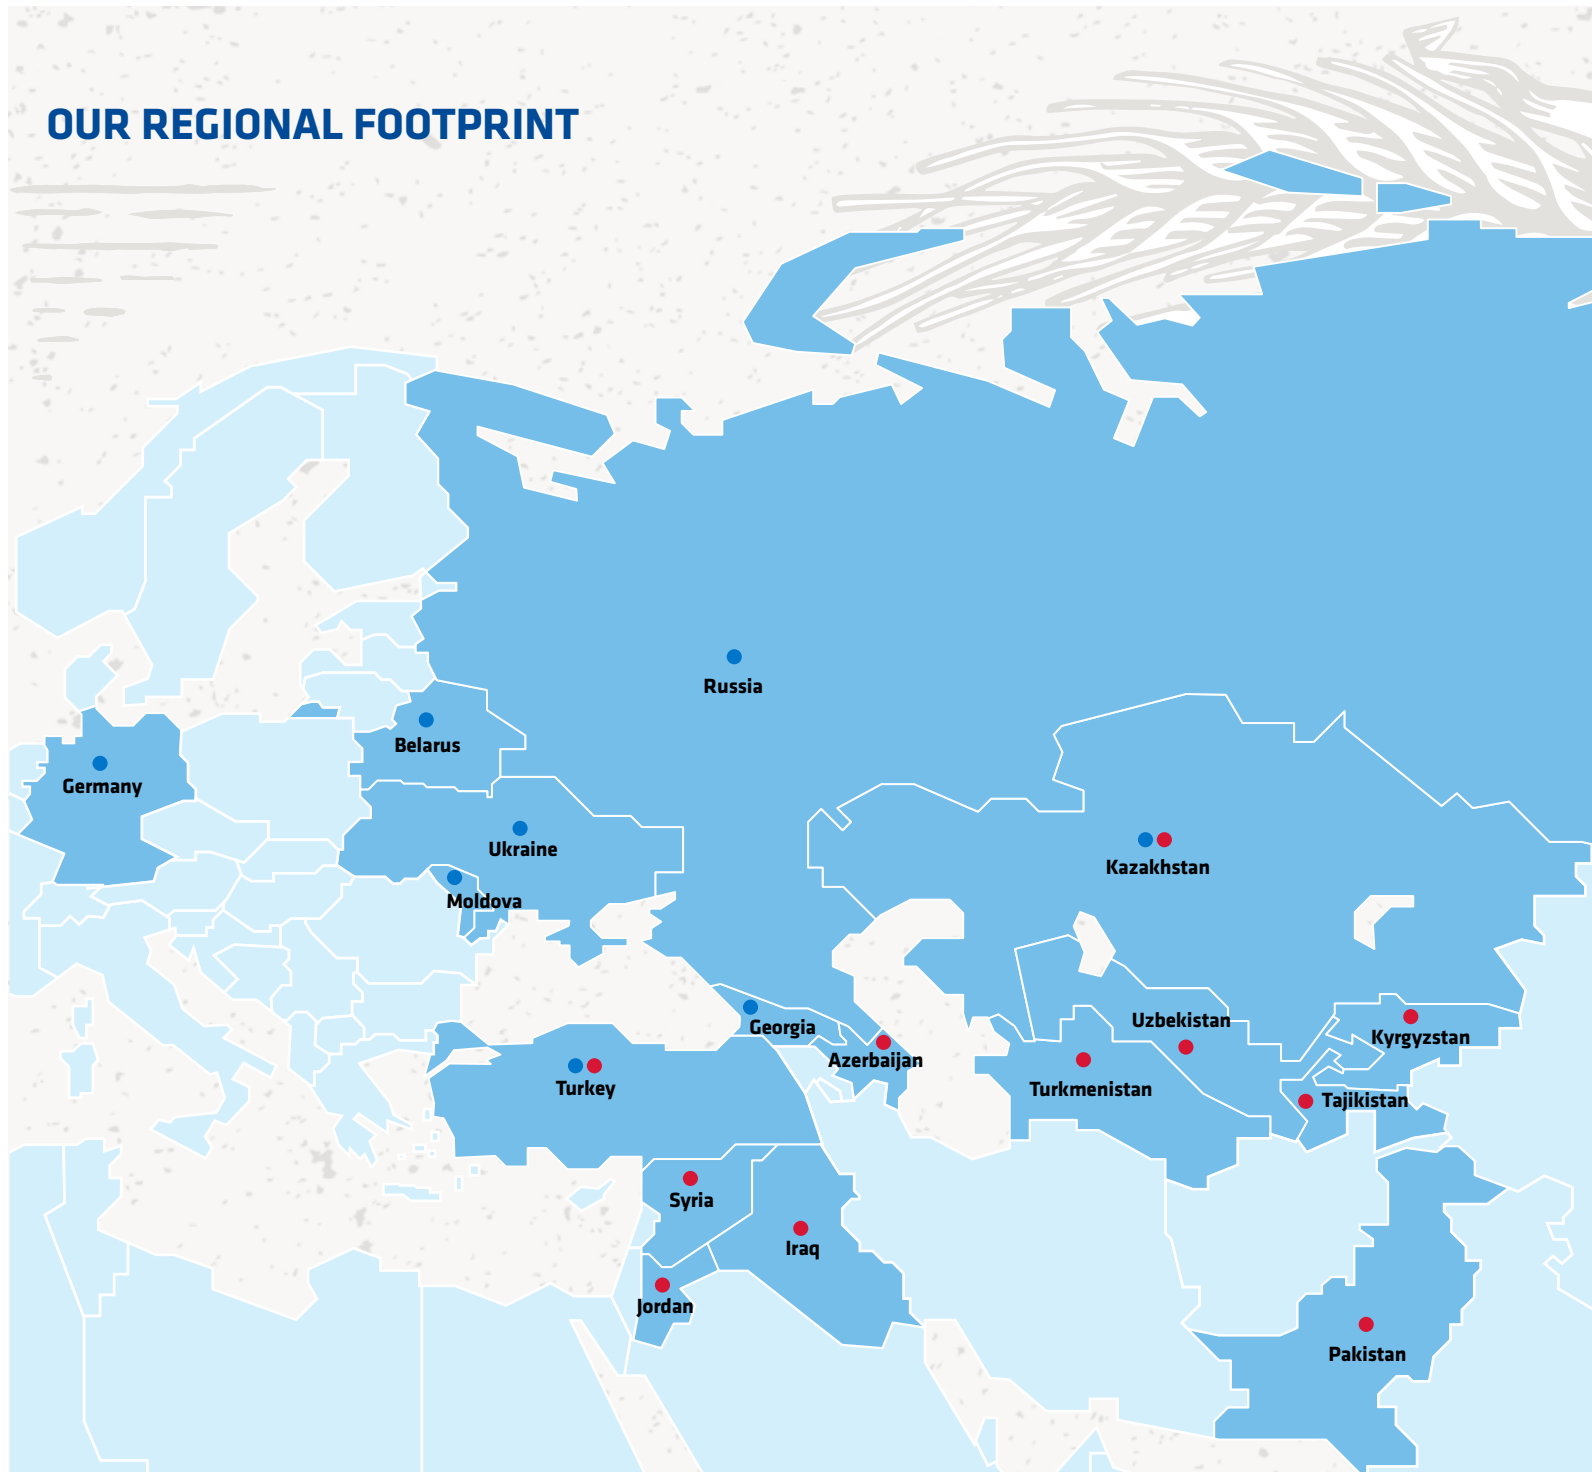 OUR REGIONAL FOOTPRINT
Russia
Belarus
Germany
Ukraine
Kazakhstan
Moldova
Uzbekistan
Georgia
Kyrgyzstan
Azerbaijan
Turkey
Turkmenistan
Tajikistan
Syria
Iraq
Jordan
Pakistan